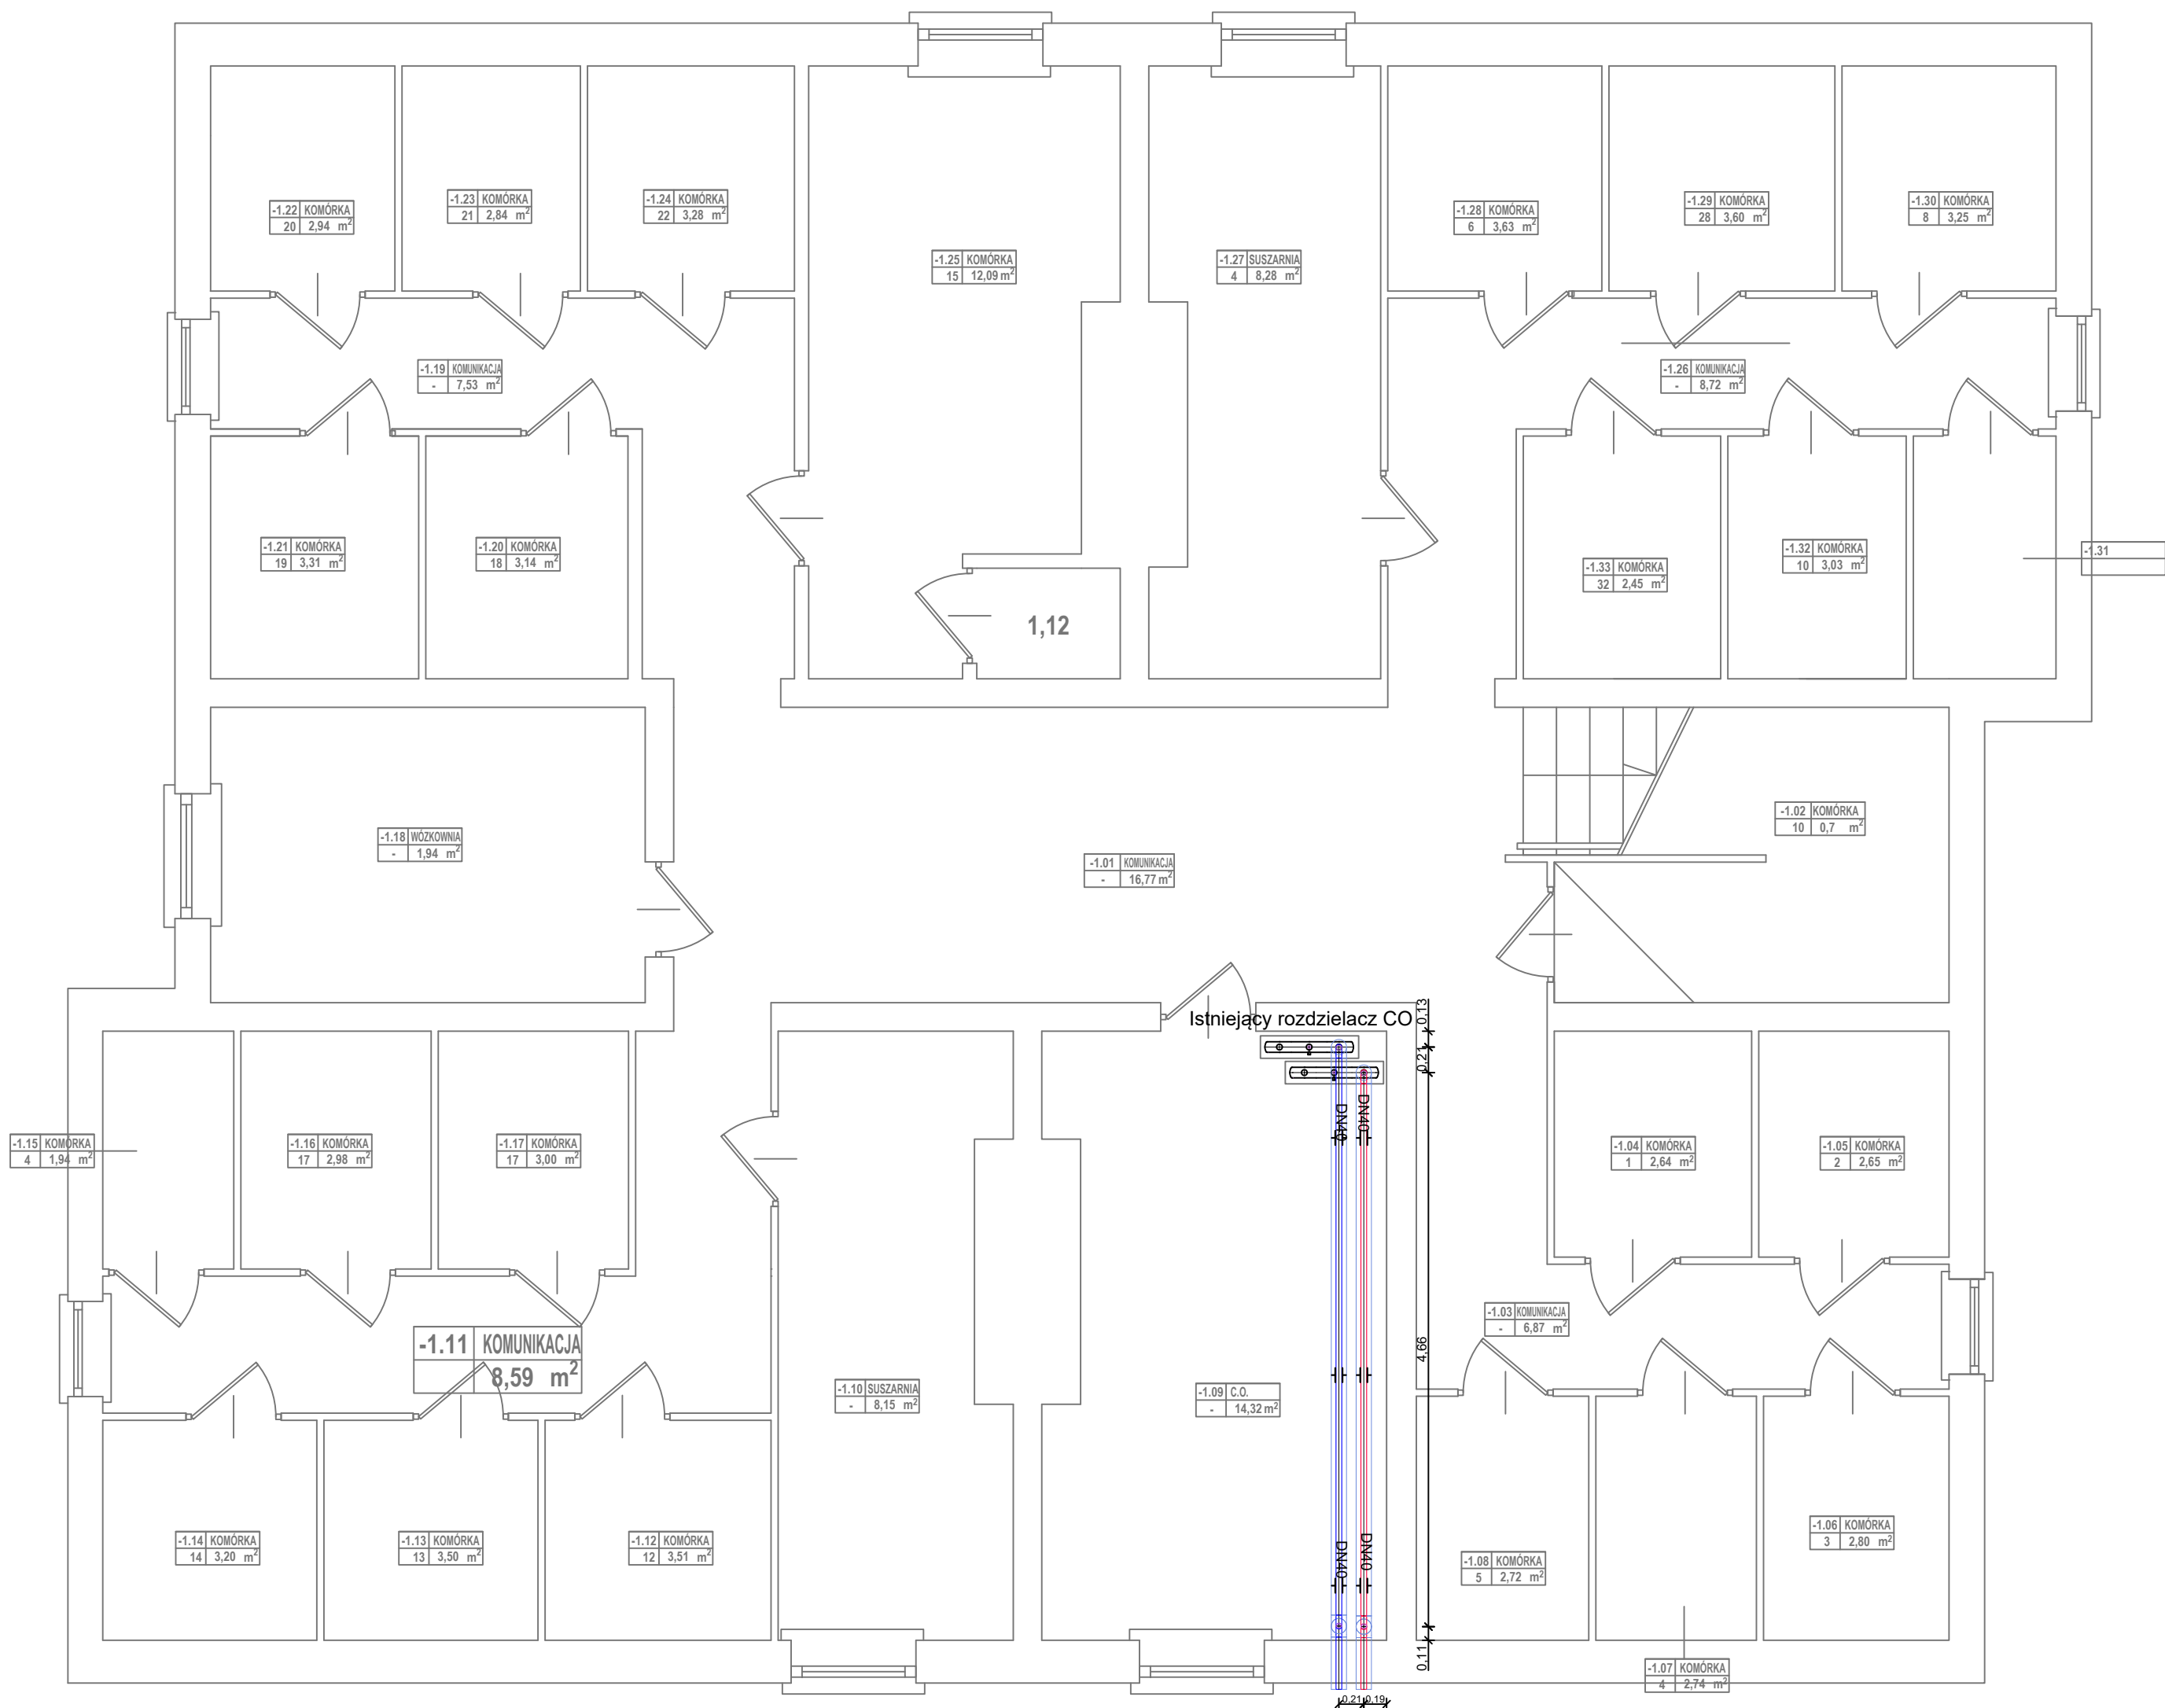 -1.22 KOMÓRKA
20 2,94 m²
-1.23 KOMÓRKA
21 2,84 m²
-1.24 KOMÓRKA
22 3,28 m²
-1.25 KOMÓRKA
15 12,09 m²
-1.27 SUSZARNIA
4 8,28 m²
-1.28 KOMÓRKA
6 3,63 m²
-1.29 KOMÓRKA
28 3,60 m²
-1.30 KOMÓRKA
8 3,25 m²
-1.19 KOMUNIKACJA
- 7,53 m²
-1.26 KOMUNIKACJA
- 8,72 m²
-1.21 KOMÓRKA
19 3,31 m²
-1.20 KOMÓRKA
18 3,14 m²
1,12
-1.33 KOMÓRKA
32 2,45 m²
-1.32 KOMÓRKA
10 3,03 m²
-1.31
-1.18 WÓZKOWNIA
- 1,94 m²
-1.01 KOMUNIKACJA
- 16,77 m²
-1.02 KOMÓRKA
10 0,7 m²
Istniejący rozdzielacz CO
0,13
0,21
DN40
DN40
-1.15 KOMÓRKA
4 1,94 m²
-1.16 KOMÓRKA
17 2,98 m²
-1.17 KOMÓRKA
17 3,00 m²
-1.04 KOMÓRKA
1 2,64 m²
-1.05 KOMÓRKA
2 2,65 m²
-1.11 KOMUNIKACJA
8,59 m²
-1.03 KOMUNIKACJA
- 6,87 m²
4,66
-1.10 SUSZARNIA
- 8,15 m²
-1.09 C.O.
- 14,32 m²
-1.14 KOMÓRKA
14 3,20 m²
-1.13 KOMÓRKA
13 3,50 m²
-1.12 KOMÓRKA
12 3,51 m²
DN40
DN40
-1.08 KOMÓRKA
5 2,72 m²
-1.06 KOMÓRKA
3 2,80 m²
-1.07 KOMÓRKA
4 2,74 m²
0,11
0,21
0,19